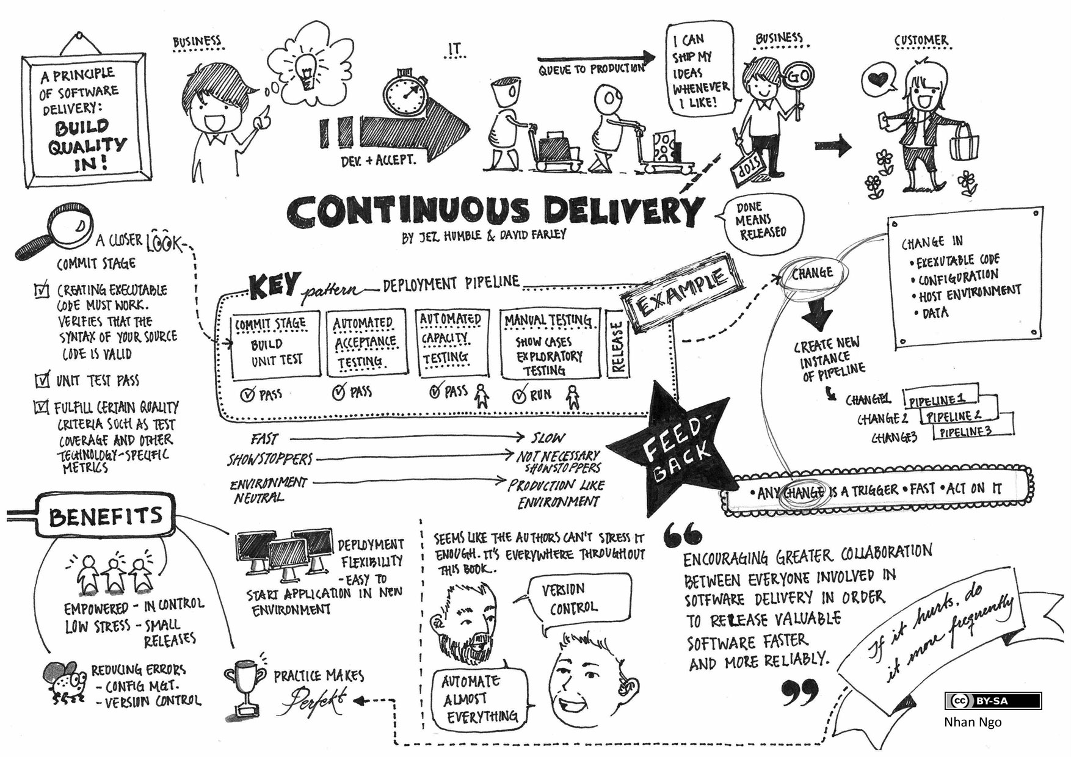 A PRINCIPLE
OF SOFTWARE
DELIVERY:
BUILD
QUALITY
IN!
BUSINESS
IT
DEV. + ACCEPT.
QUEUE TO PRODUCTION
I CAN
SHIP MY
IDEAS
WHENEVER
I LIKE!
BUSINESS
GO
STOP
CUSTOMER
CONTINUOUS DELIVERY
BY JEZ HUMBLE & DAVID FARLEY
DONE
MEANS
RELEASED
A CLOSER LOOK
COMMIT STAGE
CREATING EXECUTABLE
CODE MUST WORK.
VERIFIES THAT THE
SYNTAX OF YOUR SOURCE
CODE IS VALID
UNIT TEST PASS
FULFILL CERTAIN QUALITY
CRITERIA SUCH AS TEST
COVERAGE AND OTHER
TECHNOLOGY-SPECIFIC
METRICS
KEY pattern DEPLOYMENT PIPELINE
EXAMPLE
COMMIT STAGE
BUILD
UNIT TEST
PASS
AUTOMATED
ACCEPTANCE
TESTING
PASS
AUTOMATED
CAPACITY
TESTING
PASS
MANUAL TESTING
SHOW CASES
EXPLORATORY
TESTING
RUN
RELEASE
FAST SLOW
SHOWSTOPPERS NOT NECESSARY
SHOWSTOPPERS
ENVIRONMENT PRODUCTION LIKE
NEUTRAL ENVIRONMENT
FEED-
BACK
CHANGE
CHANGE IN
• EXEXUTABLE CODE
• CONFIGURATION
• HOST ENVIRONMENT
• DATA
CREATE NEW
INSTANCE
OF PIPELINE
CHANGE1 PIPELINE1
CHANGE2 PIPELINE2
CHANGE3 PIPELINE3
• ANY CHANGE IS A TRIGGER • FAST • ACT ON IT
BENEFITS
EMPOWERED - IN CONTROL
LOW STRESS - SMALL
RELEASES
REDUCING ERRORS
- CONFIG MGT.
- VERSION CONTROL
DEPLOYMENT
FLEXIBILITY
- EASY TO
START APPLICATION IN NEW
ENVIRONMENT
PRACTICE MAKES
Perfekt
SEEMS LIKE THE AUTHORS CAN'T STRESS IT
ENOUGH. IT'S EVERYWHERE THROUGHOUT
THIS BOOK..
VERSION
CONTROL
AUTOMATE
ALMOST
EVERYTHING
“ENCOURAGING GREATER COLLABORATION
BETWEEN EVERYONE INVOLVED IN
SOFTWARE DELIVERY IN ORDER
TO RELEASE VALUABLE
SOFTWARE FASTER
AND MORE RELIABLY.”
If it hurts, do
it more frequently
cc BY-SA
Nhan Ngo